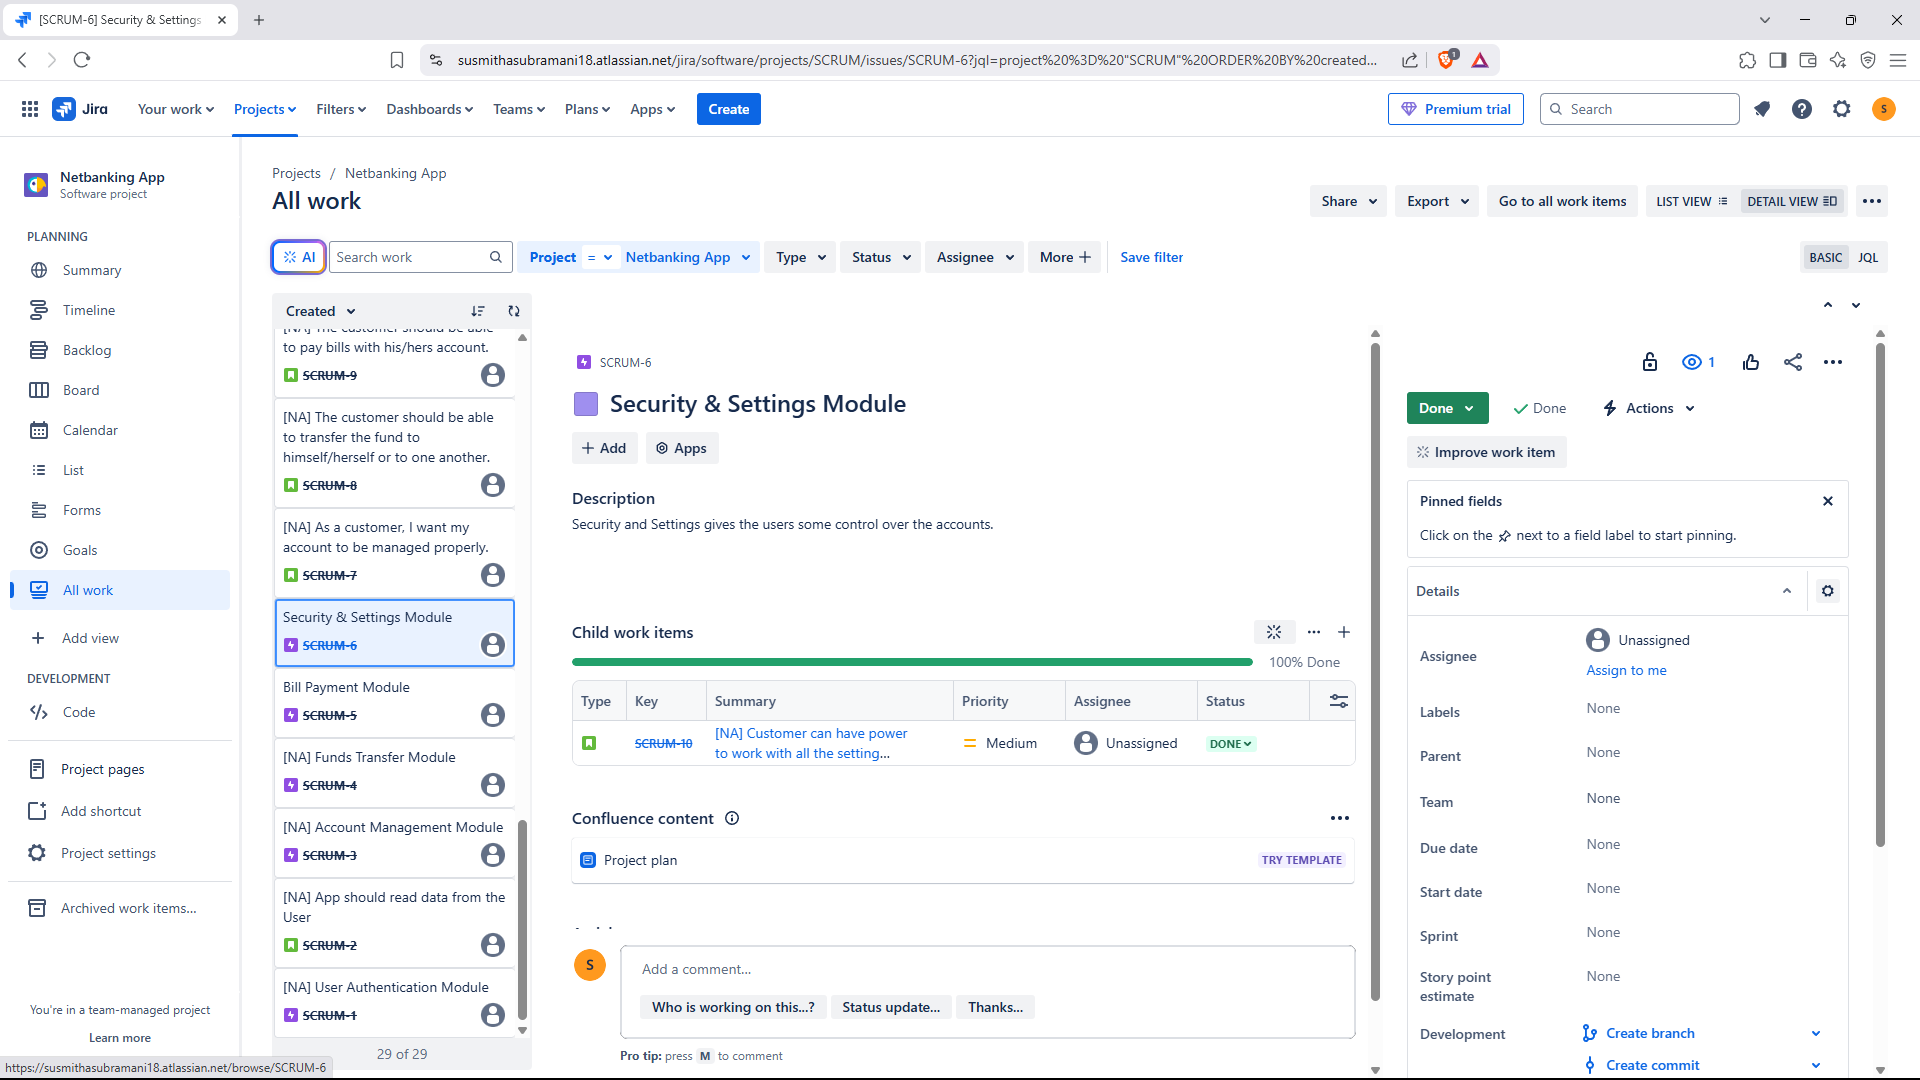 [SCRUM-6] Security & Settings
susmithasubramani18.atlassian.net/jira/software/projects/SCRUM/issues/SCRUM-6?jql=project%20%3D%20"SCRUM"%20ORDER%20BY%20created...
1
Jira
Your work
Projects
Filters
Dashboards
Teams
Plans
Apps
Create
Premium trial
Search
S
Netbanking App
Software project
PLANNING
Summary
Timeline
Backlog
Board
Calendar
List
Forms
Goals
All work
Add view
DEVELOPMENT
Code
Project pages
Add shortcut
Project settings
Archived work items...
You're in a team-managed project
Learn more
https://susmithasubramani18.atlassian.net/browse/SCRUM-6
Projects / Netbanking App
All work
Share
Export
Go to all work items
LIST VIEW
DETAIL VIEW
AI
Search work
Project = Netbanking App
Type
Status
Assignee
More
Save filter
BASIC
JQL
Created
[NA] The customer should be able
to pay bills with his/hers account.
SCRUM-9
[NA] The customer should be able
to transfer the fund to
himself/herself or to one another.
SCRUM-8
[NA] As a customer, I want my
account to be managed properly.
SCRUM-7
Security & Settings Module
SCRUM-6
Bill Payment Module
SCRUM-5
[NA] Funds Transfer Module
SCRUM-4
[NA] Account Management Module
SCRUM-3
[NA] App should read data from the
User
SCRUM-2
[NA] User Authentication Module
SCRUM-1
29 of 29
SCRUM-6
Security & Settings Module
Add
Apps
Description
Security and Settings gives the users some control over the accounts.
Child work items
100% Done
Type Key Summary Priority Assignee Status
SCRUM-10 [NA] Customer can have power
to work with all the setting...
Medium Unassigned DONE
Confluence content
Project plan
TRY TEMPLATE
S
Add a comment...
Who is working on this...?
Status update...
Thanks...
Pro tip: press M to comment
1
Done
Done
Actions
Improve work item
Pinned fields
Click on the next to a field label to start pinning.
Details
Assignee Unassigned
Assign to me
Labels None
Parent None
Team None
Due date None
Start date None
Sprint None
Story point
estimate
None
Development Create branch
Create commit